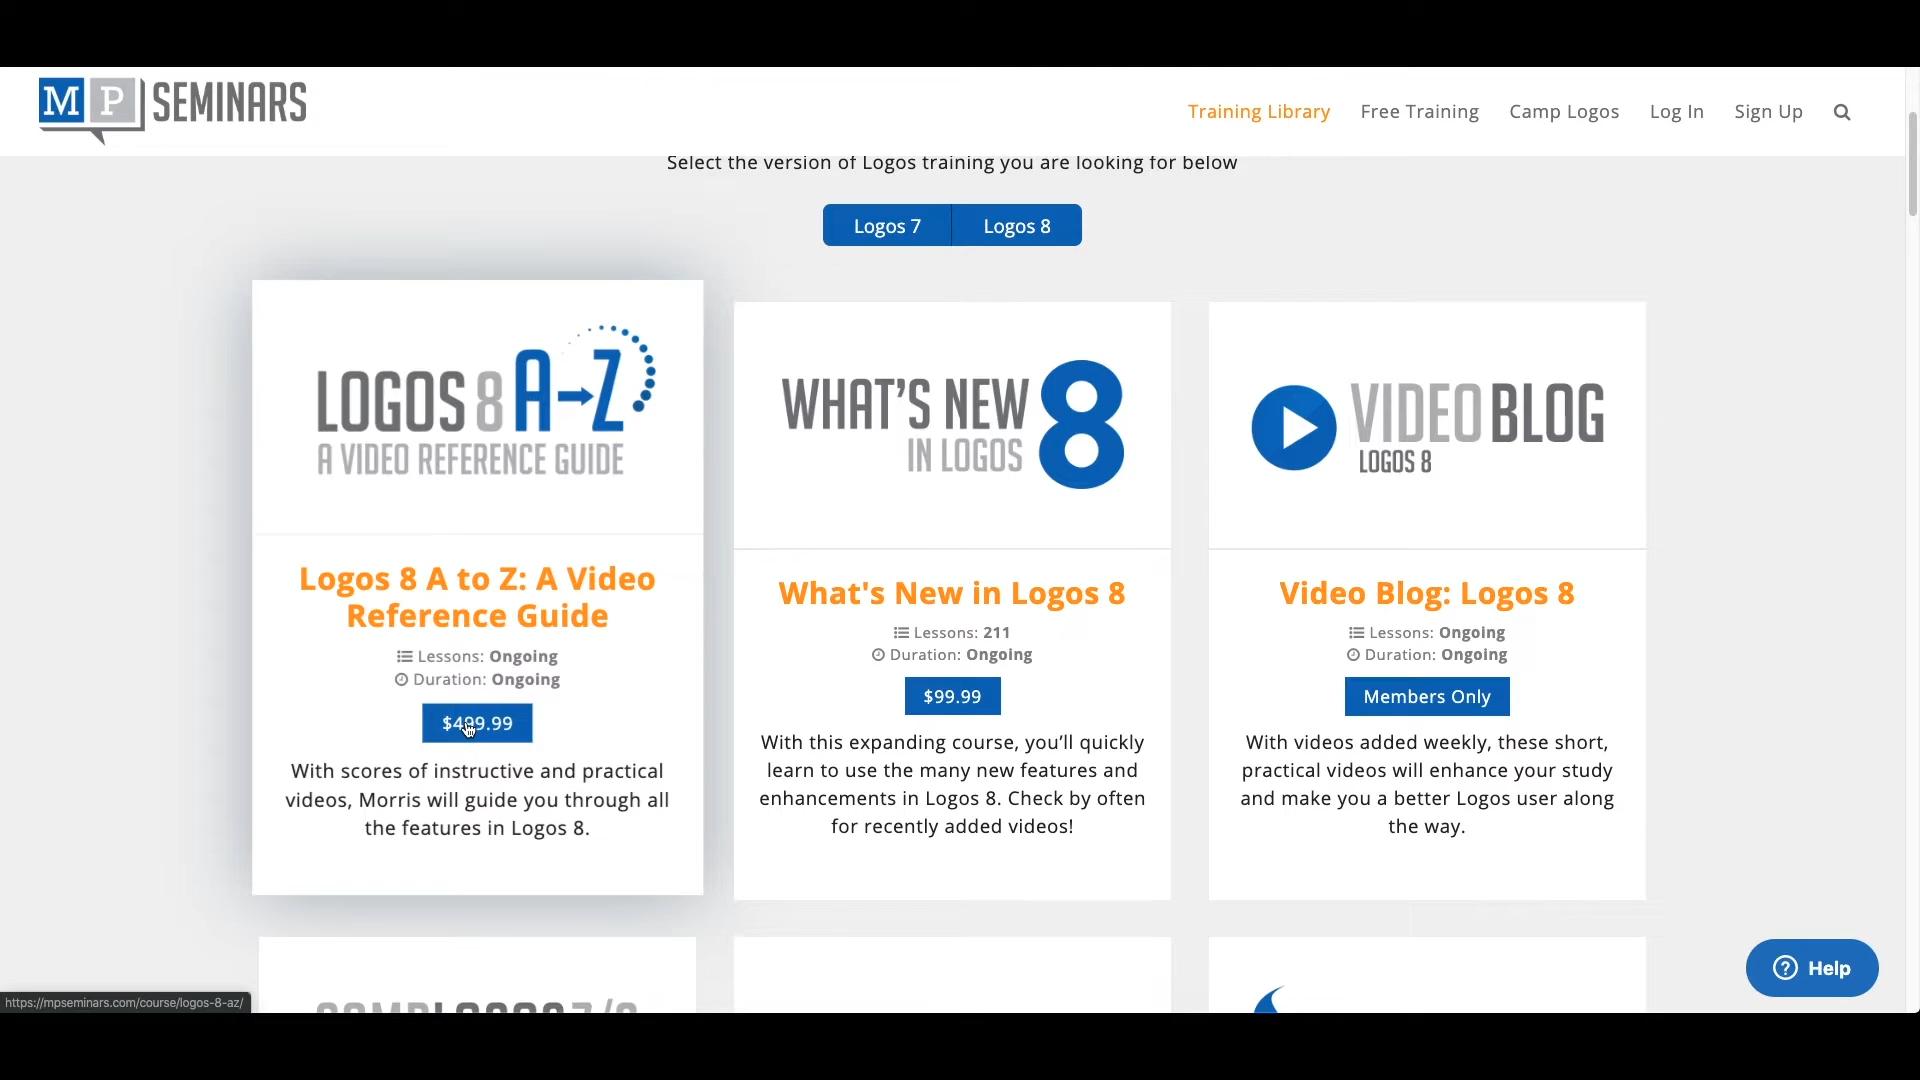 MP SEMINARS
Training Library
Free Training
Camp Logos
Log In
Sign Up
Select the version of Logos training you are looking for below
Logos 7
Logos 8
LOGOS 8 A→Z
A VIDEO REFERENCE GUIDE
Logos 8 A to Z: A Video
Reference Guide
Lessons: Ongoing
Duration: Ongoing
$499.99
With scores of instructive and practical
videos, Morris will guide you through all
the features in Logos 8.
WHAT'S NEW
IN LOGOS
8
What's New in Logos 8
Lessons: 211
Duration: Ongoing
$99.99
With this expanding course, you’ll quickly
learn to use the many new features and
enhancements in Logos 8. Check by often
for recently added videos!
VIDEO BLOG
LOGOS 8
Video Blog: Logos 8
Lessons: Ongoing
Duration: Ongoing
Members Only
With videos added weekly, these short,
practical videos will enhance your study
and make you a better Logos user along
the way.
Help
https://mpseminars.com/course/logos-8-az/